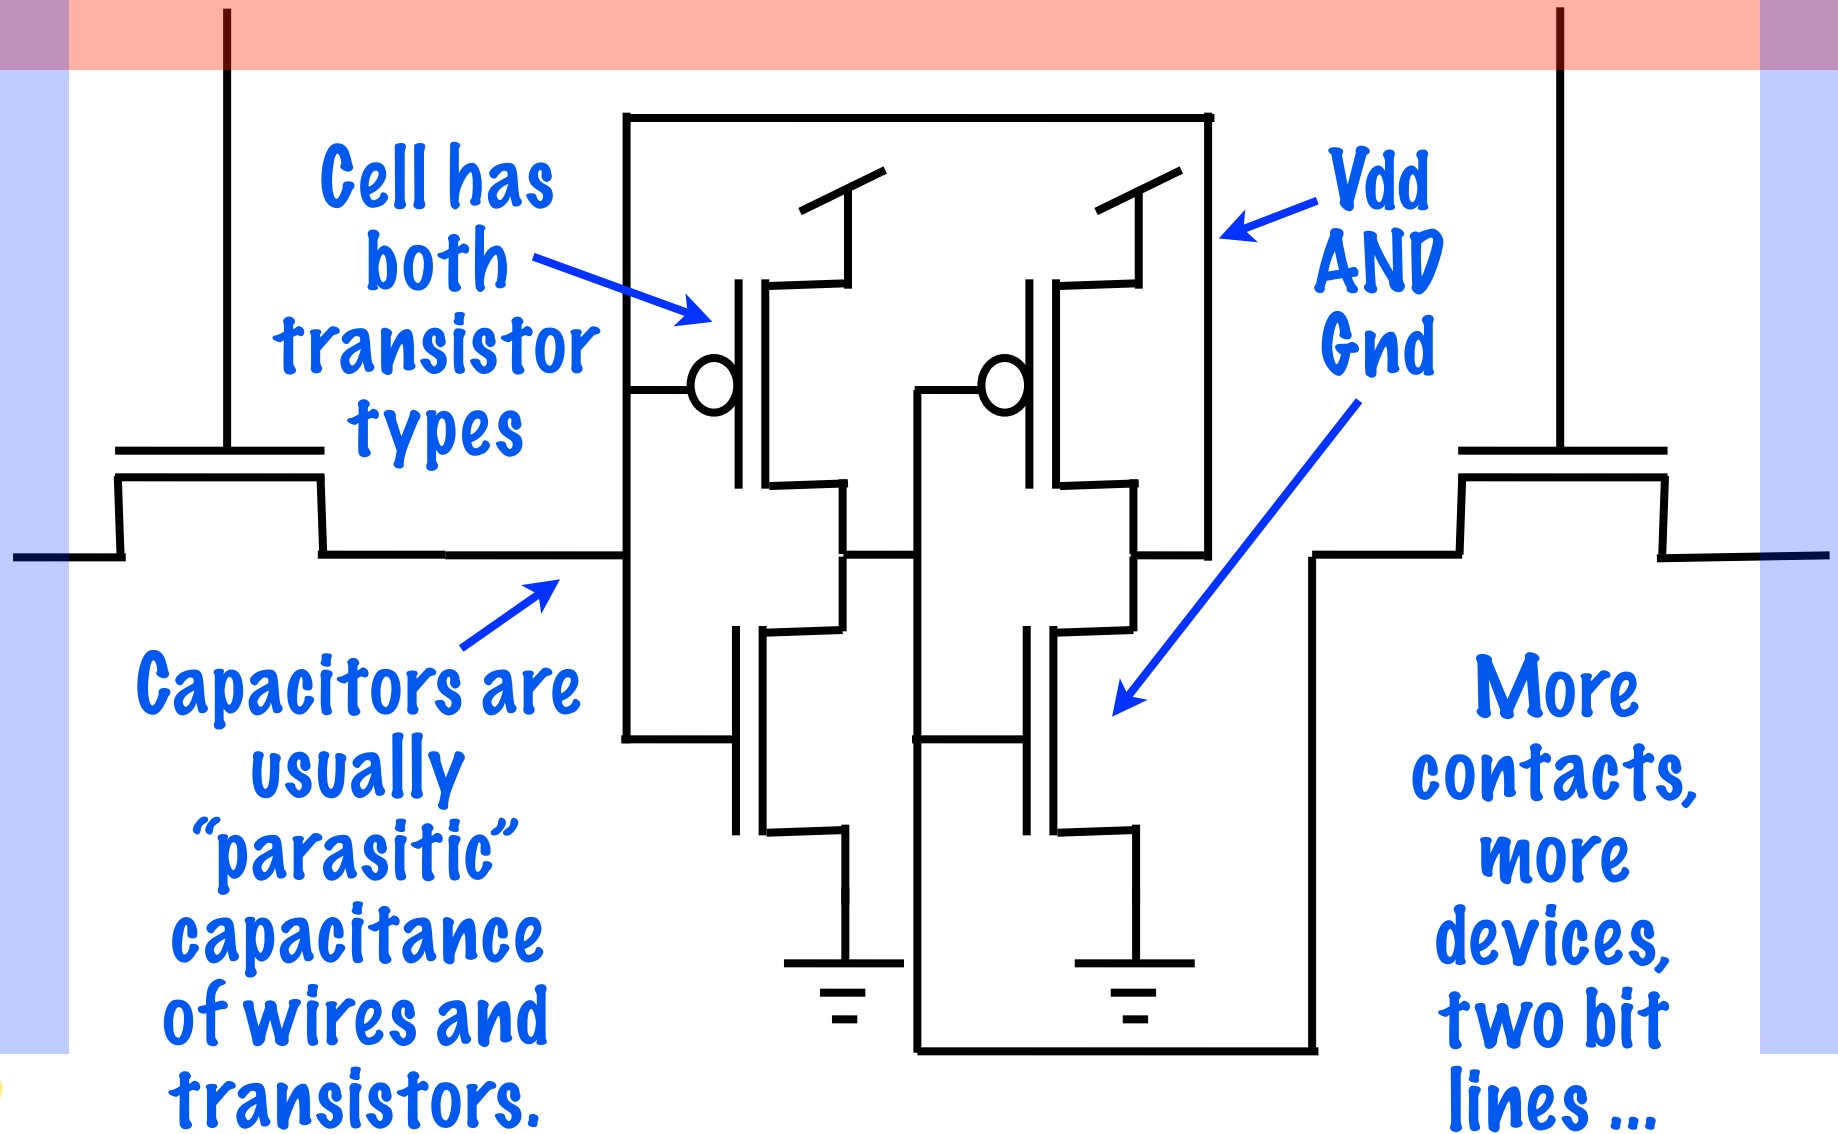 Cell has
both
transistor
types
Vdd
AND
Gnd
Capacitors are
usually
“parasitic”
capacitance
of wires and
transistors.
More
contacts,
more
devices,
two bit
lines ...